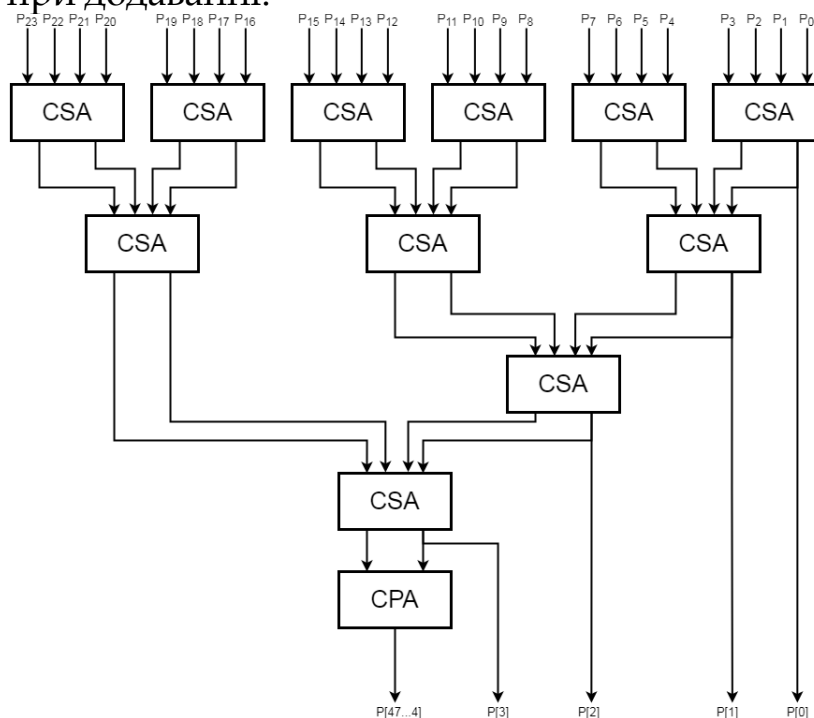 при додаванні.
P23 P22 P21 P20 P19 P18 P17 P16 P15 P14 P13 P12 P11 P10 P9 P8 P7 P6 P5 P4 P3 P2 P1 P0
CSA CSA CSA CSA CSA CSA
CSA CSA CSA
CSA
CSA
CPA
P[47...4] P[3] P[2] P[1] P[0]